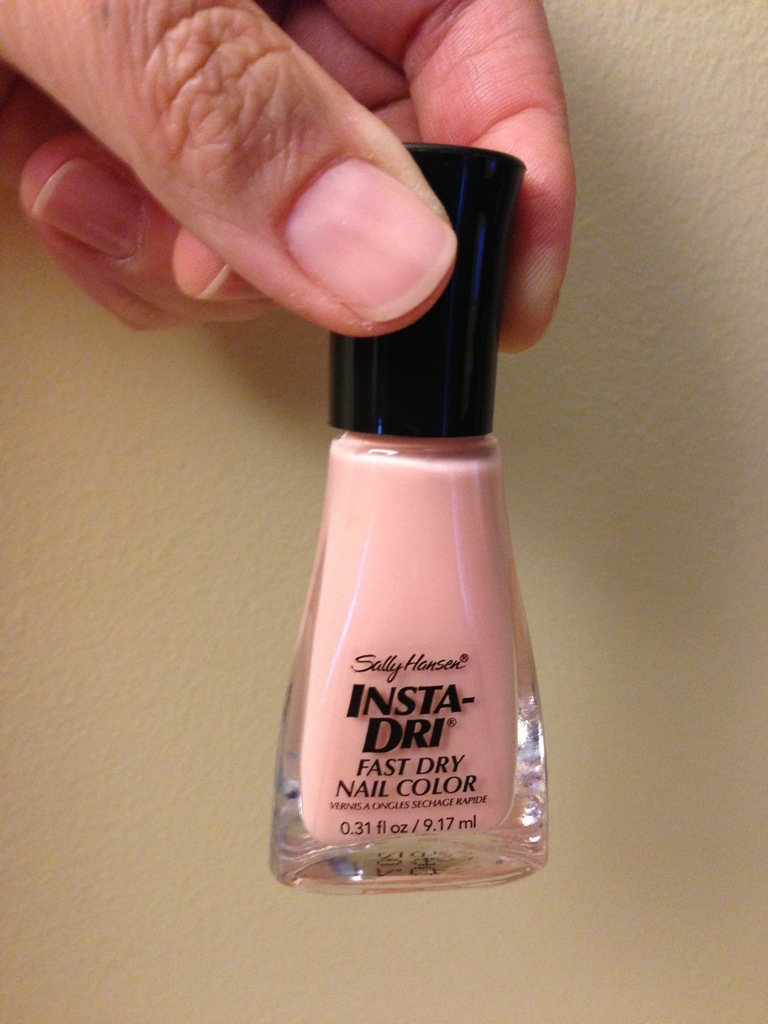 Sally Hansen®
INSTA-
DRI®
FAST DRY
NAIL COLOR
VERNIS A ONGLES SECHAGE RAPIDE
0.31 fl oz / 9.17 ml